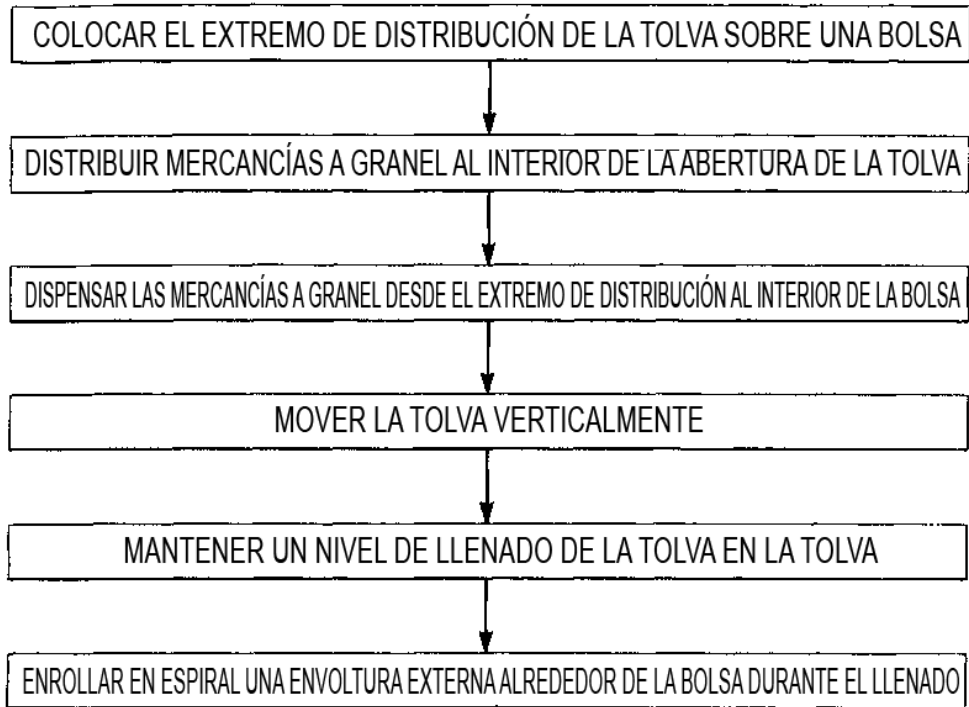 COLOCAR EL EXTREMO DE DISTRIBUCIÓN DE LA TOLVA SOBRE UNA BOLSA
DISTRIBUIR MERCANCÍAS A GRANEL AL INTERIOR DE LA ABERTURA DE LA TOLVA
DISPENSAR LAS MERCANCÍAS A GRANEL DESDE EL EXTREMO DE DISTRIBUCIÓN AL INTERIOR DE LA BOLSA
MOVER LA TOLVA VERTICALMENTE
MANTENER UN NIVEL DE LLENADO DE LA TOLVA EN LA TOLVA
ENROLLAR EN ESPIRAL UNA ENVOLTURA EXTERNA ALREDEDOR DE LA BOLSA DURANTE EL LLENADO